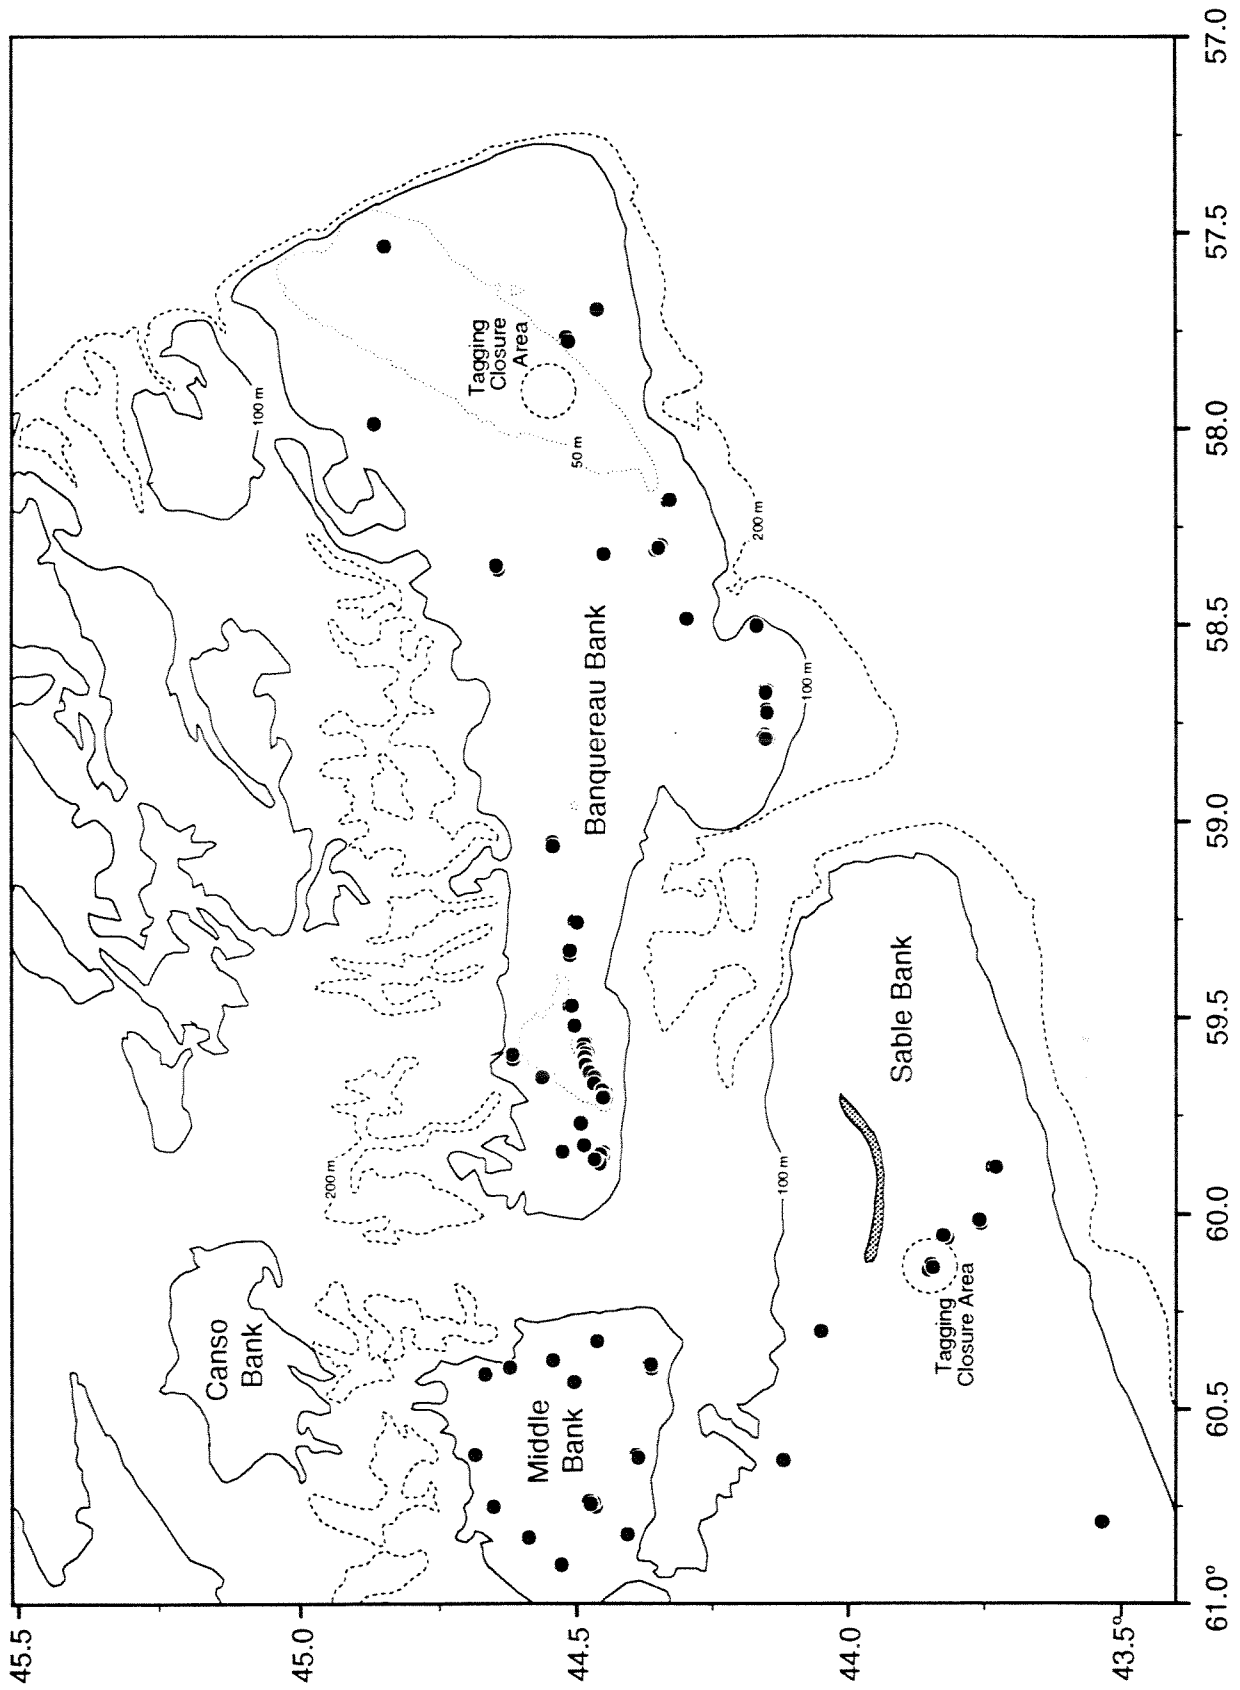 45.5
45.0
44.5
44.0
43.5°
61.0°
60.5
60.0
59.5
59.0
58.5
58.0
57.5
57.0
Canso
Bank
Middle
Bank
Banquereau Bank
Sable Bank
Tagging
Closure
Area
Tagging
Closure Area
200 m
100 m
50 m
100 m
200 m
100 m